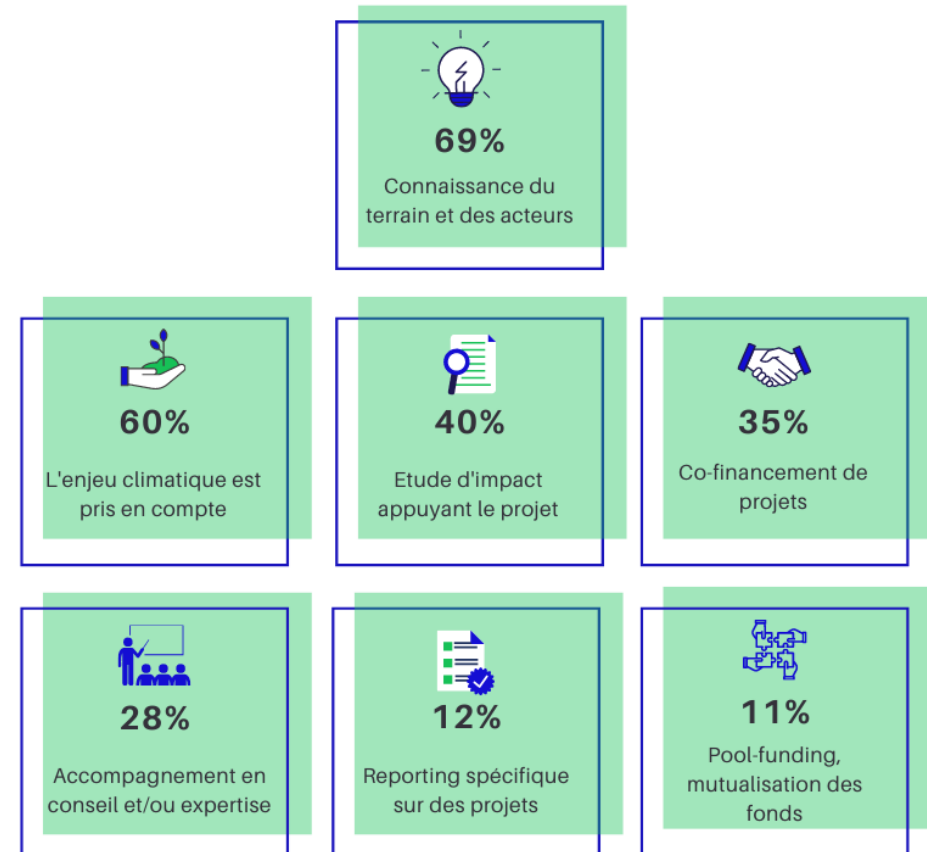 69%
Connaissance du
terrain et des acteurs
60%
L'enjeu climatique est
pris en compte
40%
Etude d'impact
appuyant le projet
35%
Co-financement de
projets
28%
Accompagnement en
conseil et/ou expertise
12%
Reporting spécifique
sur des projets
11%
Pool-funding,
mutualisation des
fonds